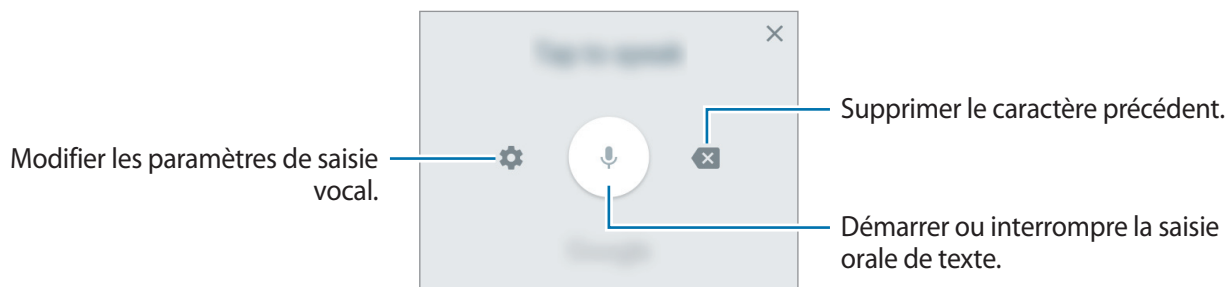 Supprimer le caractère précédent.
Modifier les paramètres de saisie
vocal.
Démarrer ou interrompre la saisie
orale de texte.